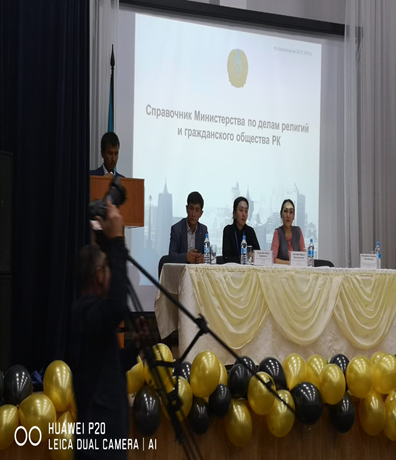 Справочник Министерства по делам религий
и гражданского общества РК
HUAWEI P20
LEICA DUAL CAMERA | AI